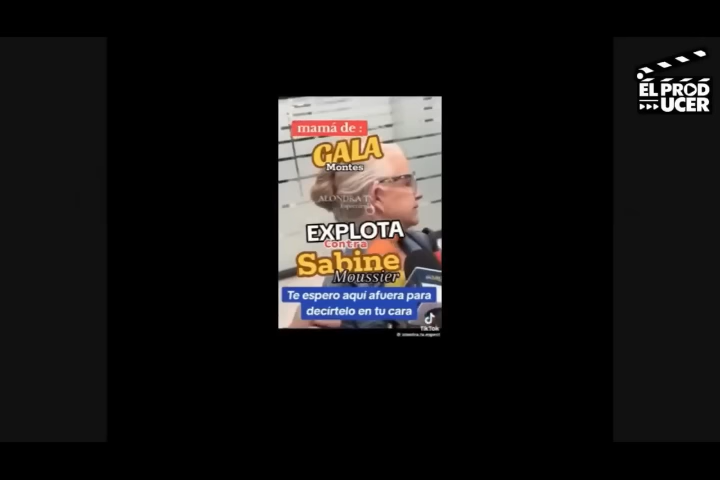 EL PROD
UCER
mamá de :
GALA
Montes
ALONDRA T
EXPLOTA
Contra
Sabine
Moussier
Te espero aquí afuera para
decírtelo en tu cara
TikTok